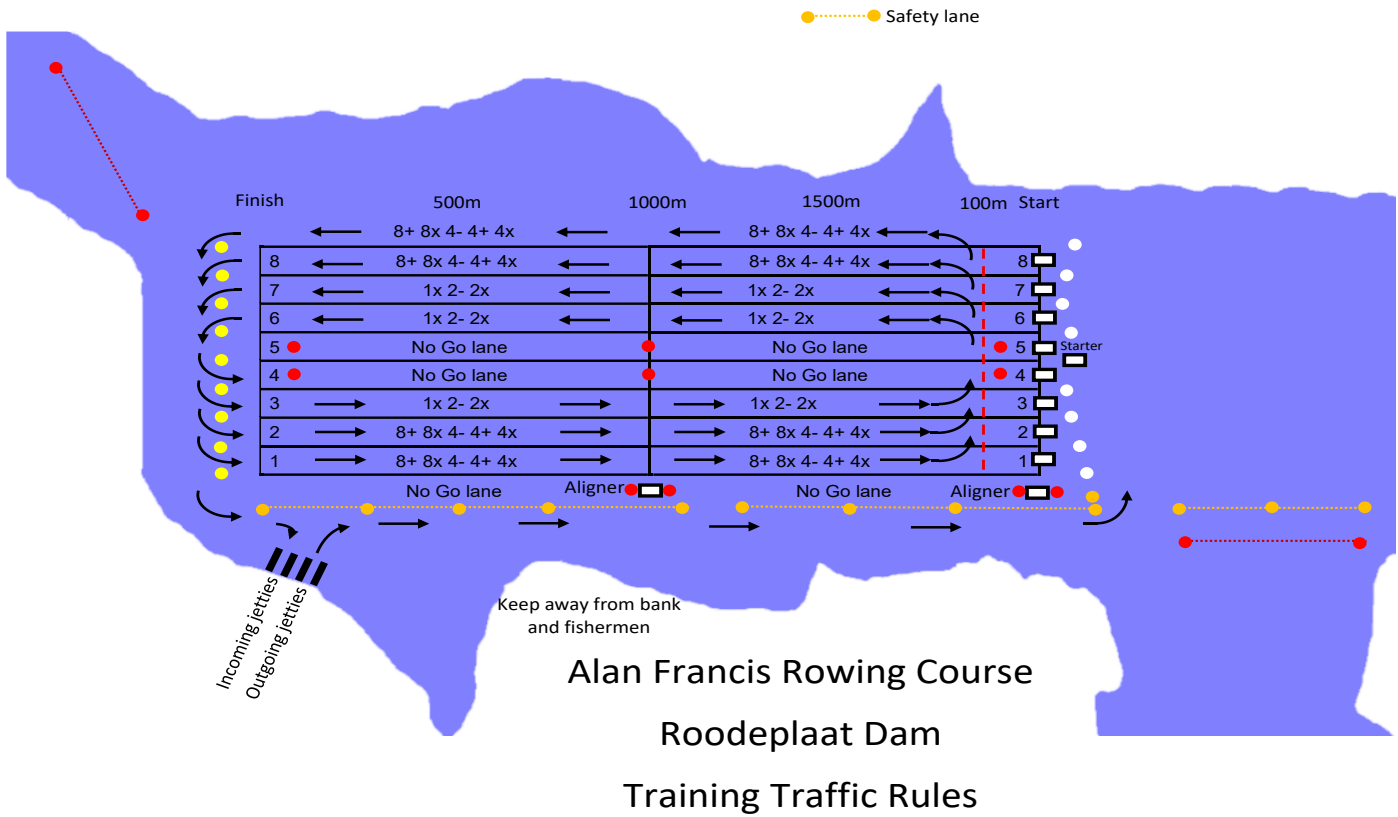 Safety lane
Finish 500m 1000m 1500m 100m Start
8+ 8x 4- 4+ 4x 8+ 8x 4- 4+ 4x
8 8+ 8x 4- 4+ 4x 8+ 8x 4- 4+ 4x 8
7 1x 2- 2x 1x 2- 2x 7
6 1x 2- 2x 1x 2- 2x 6
5 No Go lane No Go lane 5 Starter
4 No Go lane No Go lane 4
3 1x 2- 2x 1x 2- 2x 3
2 8+ 8x 4- 4+ 4x 8+ 8x 4- 4+ 4x 2
1 8+ 8x 4- 4+ 4x 8+ 8x 4- 4+ 4x 1
No Go lane Aligner No Go lane Aligner
Incoming jetties
Outgoing jetties
Keep away from bank
and fishermen
Alan Francis Rowing Course
Roodeplaat Dam
Training Traffic Rules